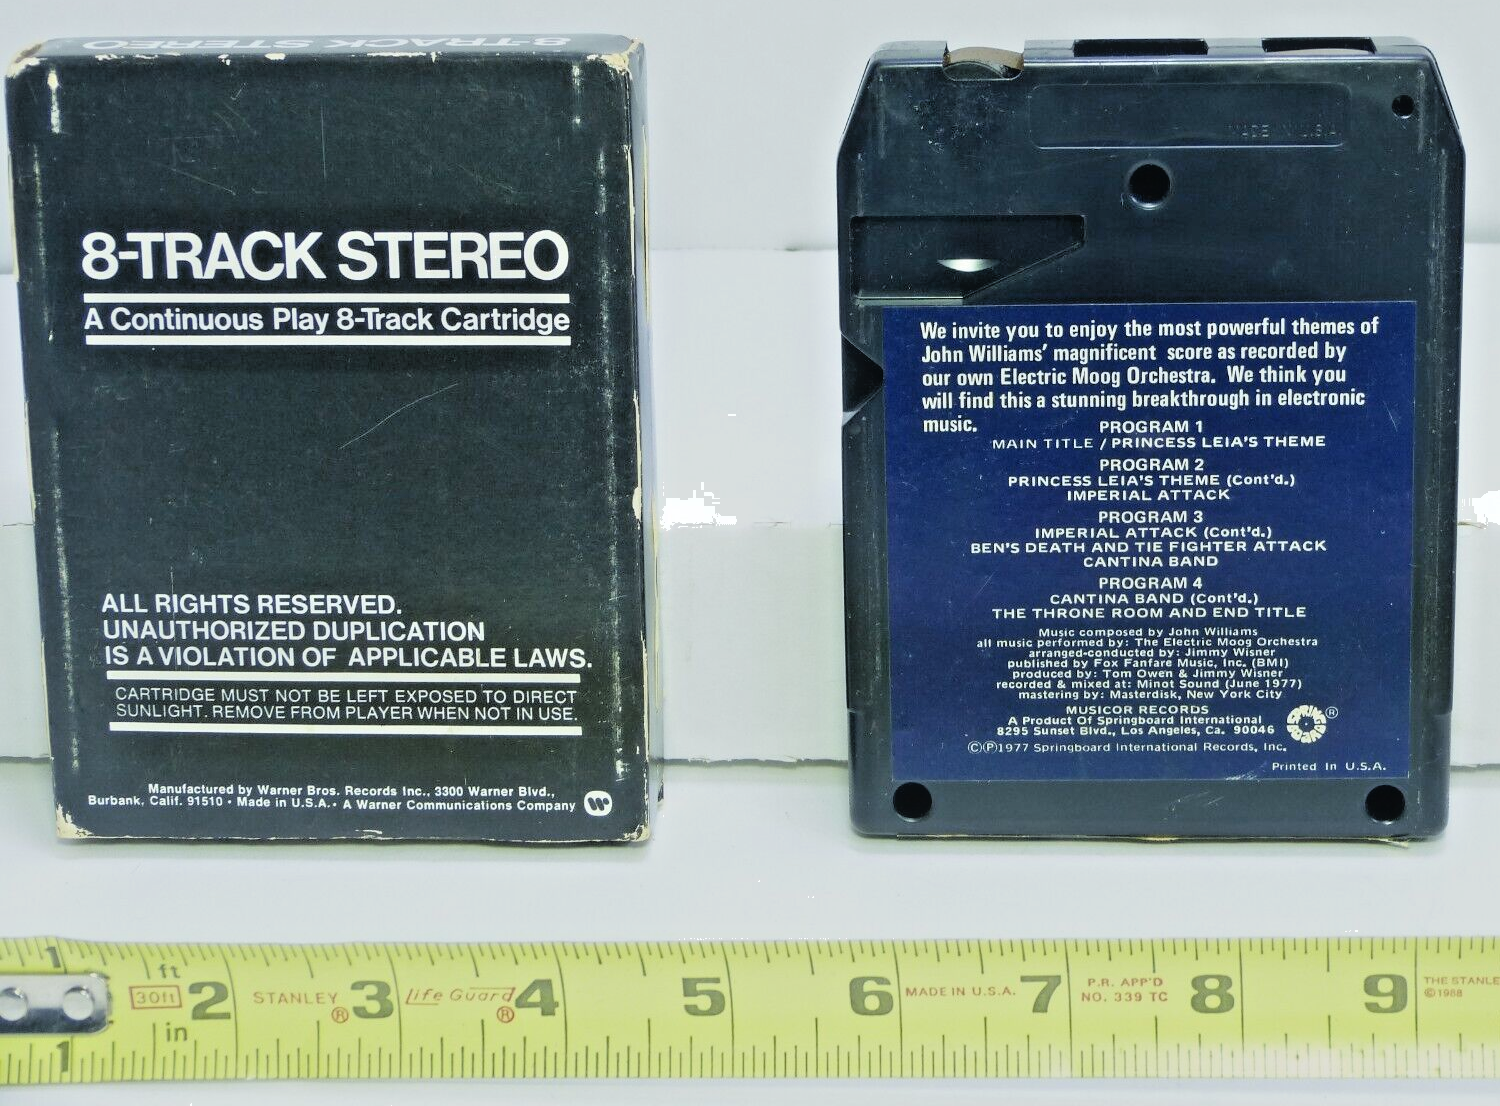 8-TRACK STEREO
8-TRACK STEREO
A Continuous Play 8-Track Cartridge
ALL RIGHTS RESERVED.
UNAUTHORIZED DUPLICATION
IS A VIOLATION OF APPLICABLE LAWS.
CARTRIDGE MUST NOT BE LEFT EXPOSED TO DIRECT
SUNLIGHT. REMOVE FROM PLAYER WHEN NOT IN USE.
Manufactured by Warner Bros. Records Inc., 3300 Warner Blvd.,
Burbank, Calif. 91510 • Made in U.S.A. • A Warner Communications Company
MADE IN U.S.A.
We invite you to enjoy the most powerful themes of
John Williams' magnificent score as recorded by
our own Electric Moog Orchestra. We think you
will find this a stunning breakthrough in electronic
music.
PROGRAM 1
MAIN TITLE / PRINCESS LEIA'S THEME
PROGRAM 2
PRINCESS LEIA'S THEME (Cont'd.)
IMPERIAL ATTACK
PROGRAM 3
IMPERIAL ATTACK (Cont'd.)
BEN'S DEATH AND TIE FIGHTER ATTACK
CANTINA BAND
PROGRAM 4
CANTINA BAND (Cont'd.)
THE THRONE ROOM AND END TITLE
Music composed by John Williams
all music performed by: The Electric Moog Orchestra
arranged-conducted by: Jimmy Wisner
published by Fox Fanfare Music, Inc. (BMI)
produced by: Tom Owen & Jimmy Wisner
recorded & mixed at: Minot Sound (June 1977)
mastering by: Masterdisk, New York City
MUSICOR RECORDS
A Product Of Springboard International
8295 Sunset Blvd., Los Angeles, Ca. 90046
SPRING BOARD ®
©℗1977 Springboard International Records, Inc.
Printed In U.S.A.
1 ft
30ft 2 STANLEY ® 3 Life Guard ® 4 5 6 MADE IN U.S.A. 7 P.R. APP'D 8 9 THE STANLE
NO. 339 TC ©1988
in
1